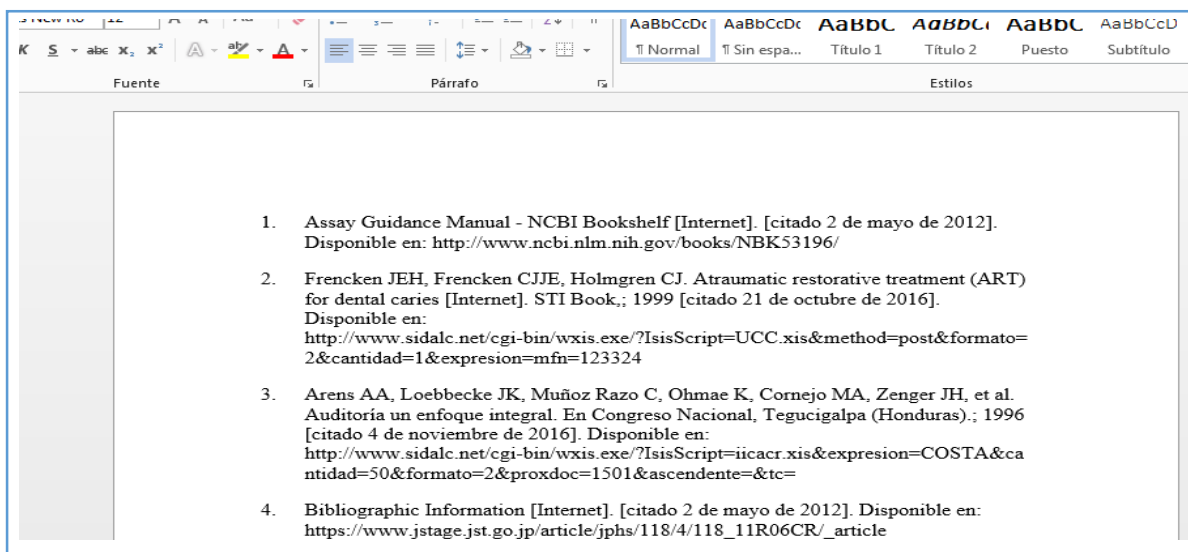 12
K S abc X₂ X² A aby A
AaBbCcDc AaBbCcDc AaBbC AaBbCc AaBbC AaBbCcD
¶ Normal ¶ Sin espa... Título 1 Título 2 Puesto Subtítulo
Fuente Párrafo Estilos
1. Assay Guidance Manual - NCBI Bookshelf [Internet]. [citado 2 de mayo de 2012].
Disponible en: http://www.ncbi.nlm.nih.gov/books/NBK53196/
2. Frencken JEH, Frencken CJJE, Holmgren CJ. Atraumatic restorative treatment (ART)
for dental caries [Internet]. STI Book,; 1999 [citado 21 de octubre de 2016].
Disponible en:
http://www.sidalc.net/cgi-bin/wxis.exe/?IsisScript=UCC.xis&method=post&formato=
2&cantidad=1&expresion=mfn=123324
3. Arens AA, Loebbecke JK, Muñoz Razo C, Ohmae K, Cornejo MA, Zenger JH, et al.
Auditoría un enfoque integral. En Congreso Nacional, Tegucigalpa (Honduras).; 1996
[citado 4 de noviembre de 2016]. Disponible en:
http://www.sidalc.net/cgi-bin/wxis.exe/?IsisScript=iicacr.xis&expresion=COSTA&ca
ntidad=50&formato=2&proxdoc=1501&ascendente=&tc=
4. Bibliographic Information [Internet]. [citado 2 de mayo de 2012]. Disponible en:
https://www.jstage.jst.go.jp/article/jphs/118/4/118_11R06CR/_article